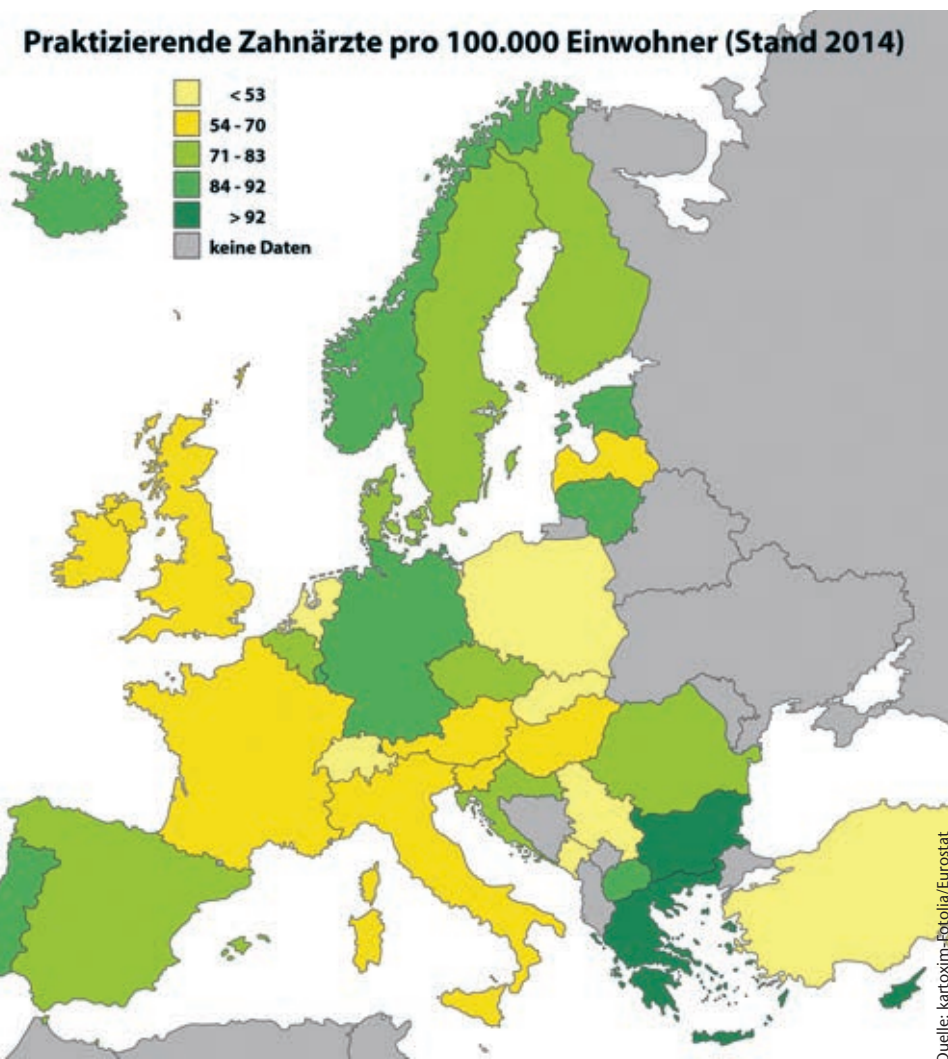 Praktizierende Zahnärzte pro 100.000 Einwohner (Stand 2014)
< 53
54 - 70
71 - 83
84 - 92
> 92
keine Daten
Quelle: kartoxim-Fotolia/Eurostat